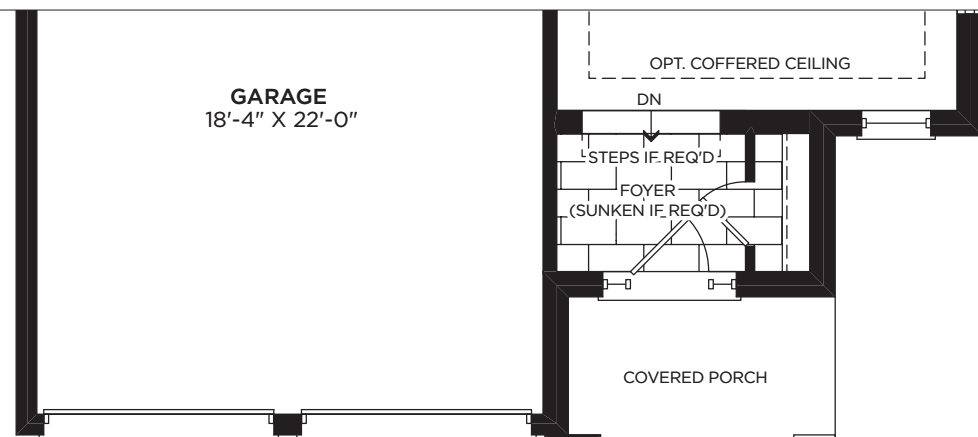 OPT. COFFERED CEILING
GARAGE
18'-4" X 22'-0"
DN
STEPS IF REQ'D
FOYER
(SUNKEN IF REQ'D)
COVERED PORCH